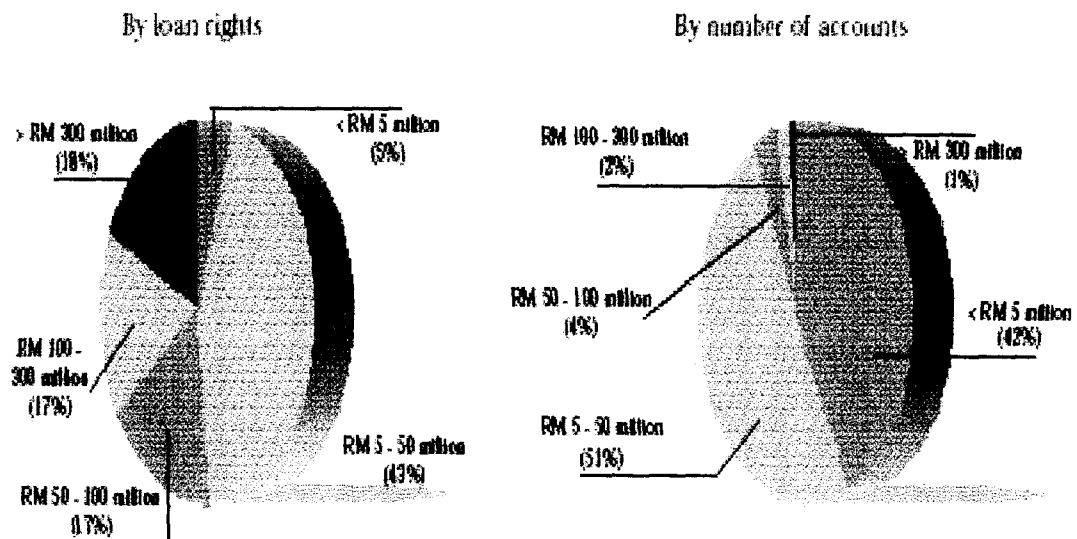 By loan rights
By number of accounts
> RM 300 million
(18%)
< RM 5 million
(5%)
RM 100 - 300 million
(2%)
> RM 300 million
(1%)
RM 50 - 100 million
(4%)
< RM 5 million
(42%)
RM 100 -
300 million
(17%)
RM 5 - 50 million
(43%)
RM 5 - 50 million
(51%)
RM 50 - 100 million
(17%)